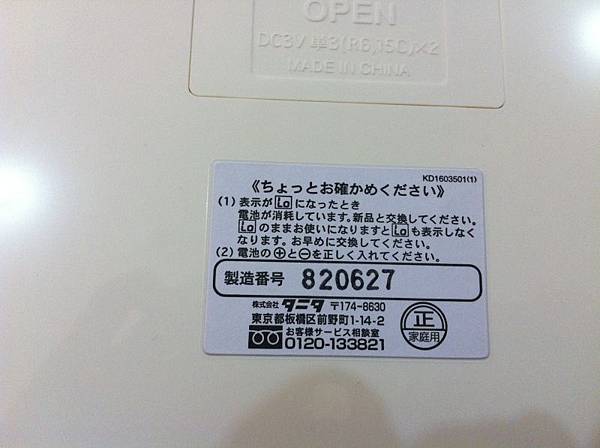 OPEN
DC3V 単3(R6,15C)×2
MADE IN CHINA
KD1603501(1)
《ちょっとお確かめください》
(1) 表示が Lo になったとき
電池が消耗しています。新品と交換してください。
Lo のままお使いになりますと Lo も表示しなく
なります。お早めに交換してください。
(2) 電池の⊕と⊖を正しく入れてください。
製造番号 820627
株式会社 タニタ 〒174-8630
東京都板橋区前野町1-14-2
お客様サービス相談室
0120-133821
正
家庭用